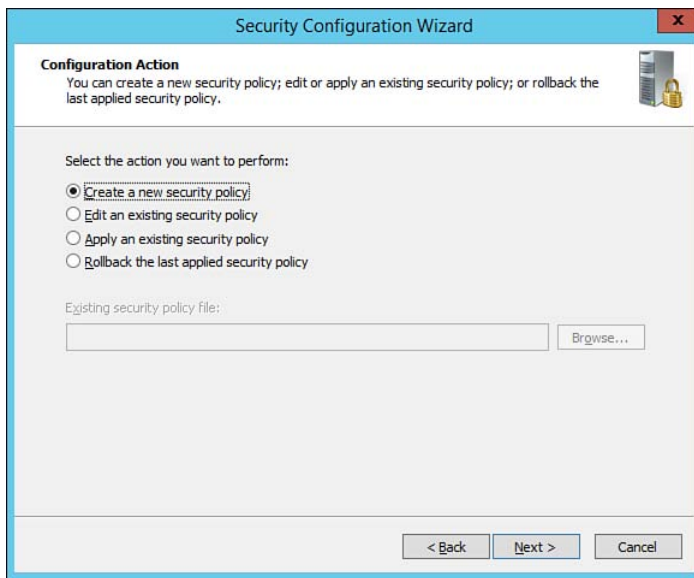 Security Configuration Wizard
x
Configuration Action
You can create a new security policy; edit or apply an existing security policy; or rollback the
last applied security policy.
Select the action you want to perform:
Create a new security policy
Edit an existing security policy
Apply an existing security policy
Rollback the last applied security policy
Existing security policy file:
Browse...
< Back
Next >
Cancel